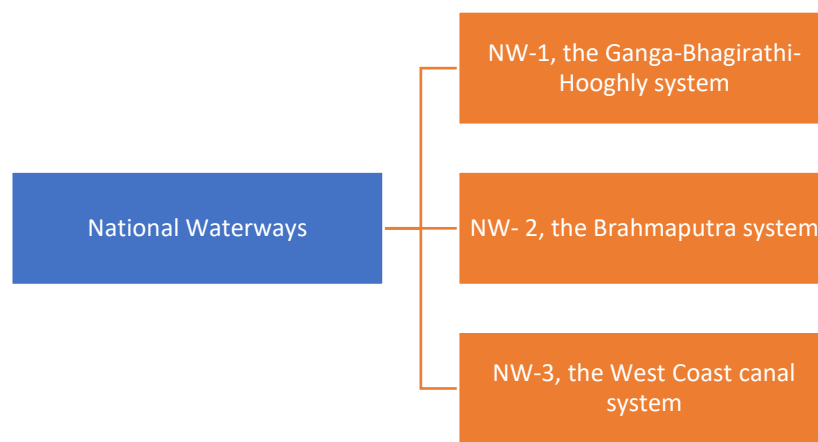 National Waterways
NW-1, the Ganga-Bhagirathi-
Hooghly system
NW- 2, the Brahmaputra system
NW-3, the West Coast canal
system